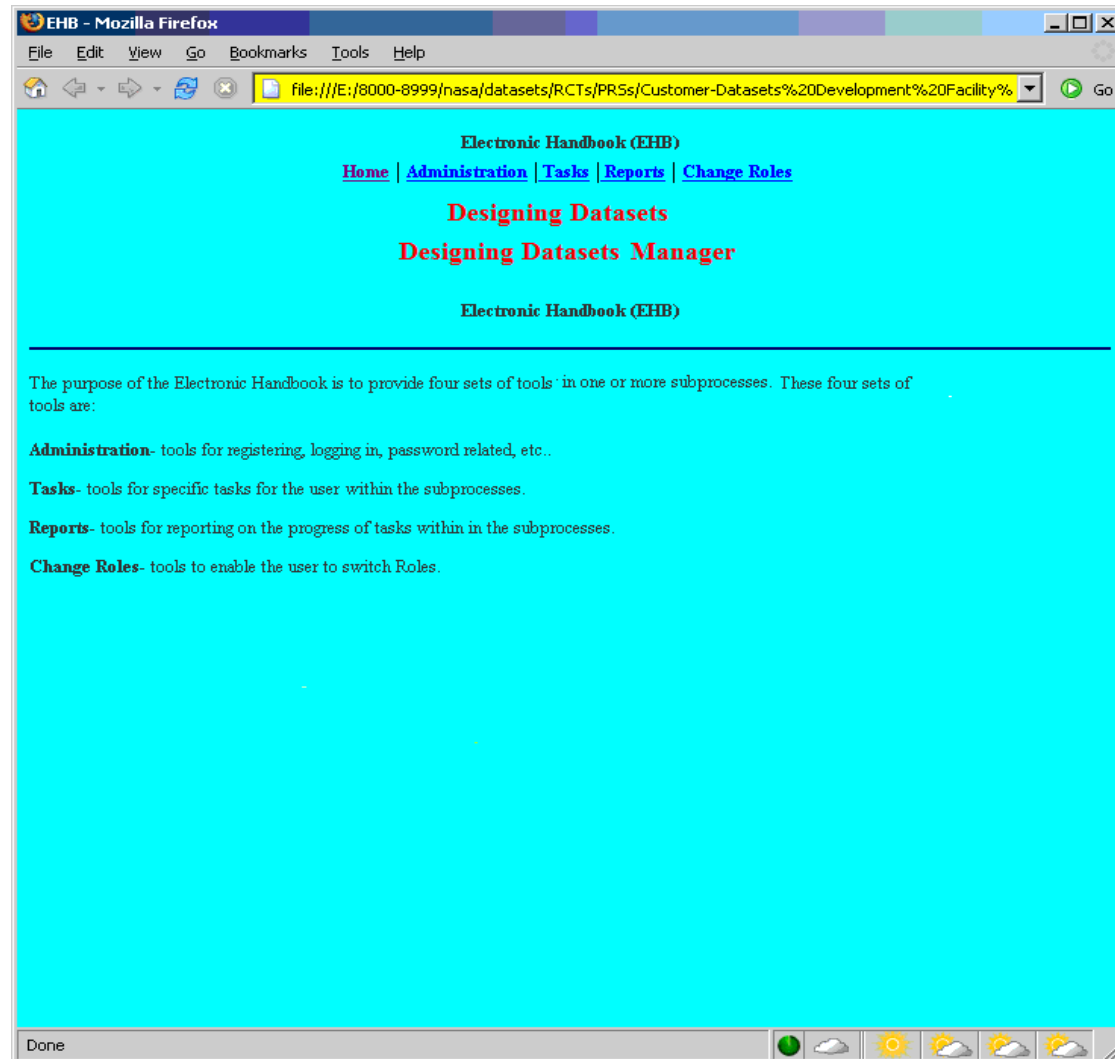 EHB - Mozilla Firefox
File Edit View Go Bookmarks Tools Help
file:///E:/8000-8999/nasa/datasets/RCTs/PRSs/Customer-Datasets%20Development%20Facility% Go
Electronic Handbook (EHB)
Home | Administration | Tasks | Reports | Change Roles
Designing Datasets
Designing Datasets Manager
Electronic Handbook (EHB)
The purpose of the Electronic Handbook is to provide four sets of tools in one or more subprocesses. These four sets of
tools are:
Administration- tools for registering, logging in, password related, etc..
Tasks- tools for specific tasks for the user within the subprocesses.
Reports- tools for reporting on the progress of tasks within in the subprocesses.
Change Roles- tools to enable the user to switch Roles.
Done